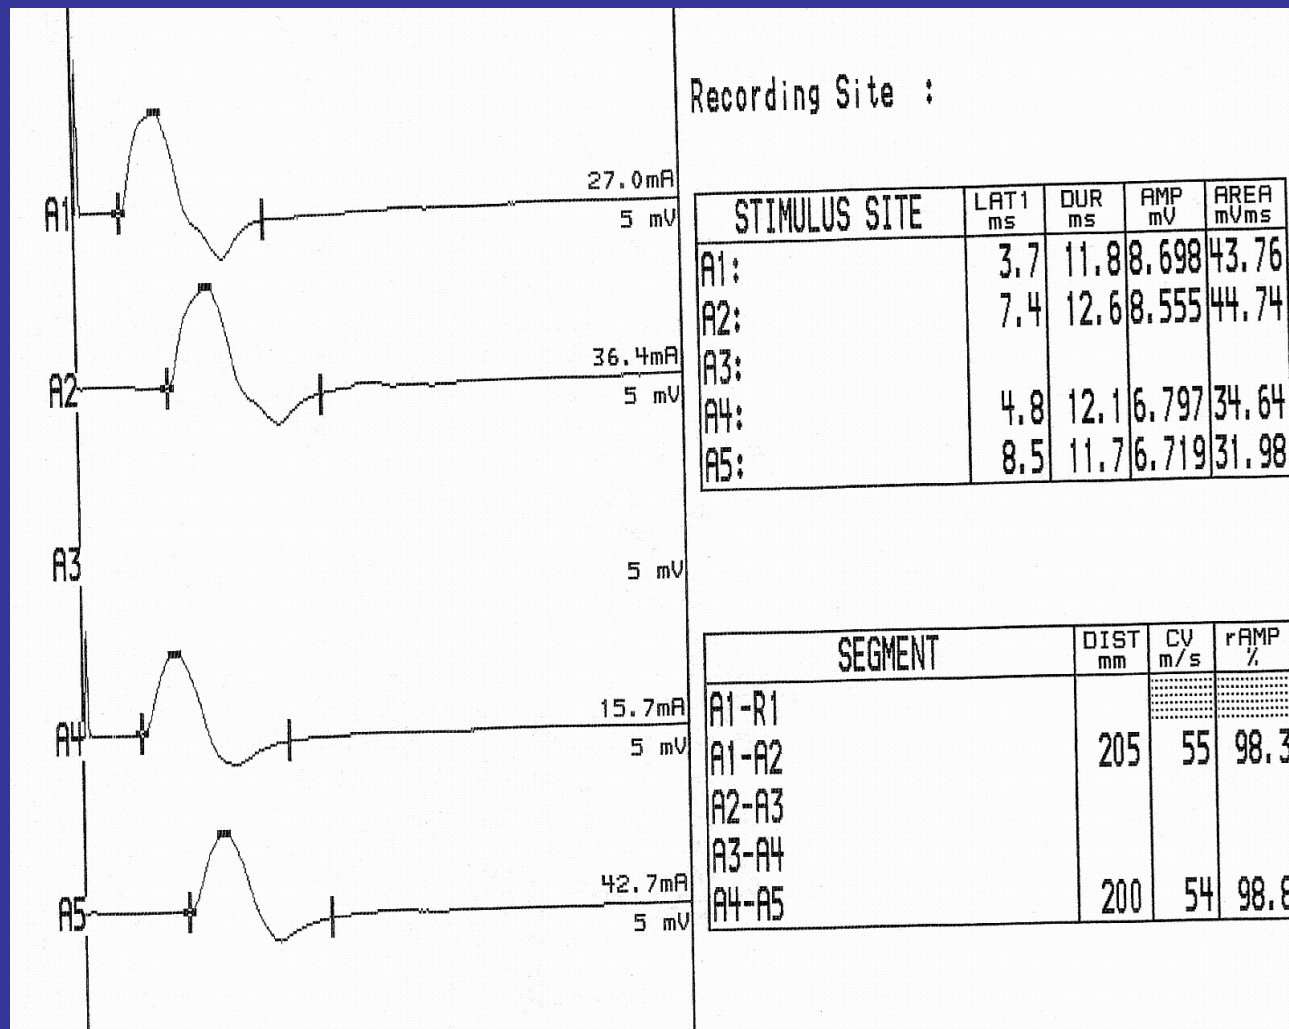 A1
27.0mA
5 mV
A2
36.4mA
5 mV
A3
5 mV
A4
15.7mA
5 mV
A5
42.7mA
5 mV
Recording Site :
STIMULUS SITE LAT1 ms DUR ms AMP mV AREA mVms
A1: 3.7 11.8 8.698 43.76
A2: 7.4 12.6 8.555 44.74
A3:
A4: 4.8 12.1 6.797 34.64
A5: 8.5 11.7 6.719 31.98
SEGMENT DIST mm CV m/s rAMP %
A1-R1
A1-A2 205 55 98.3
A2-A3
A3-A4
A4-A5 200 54 98.8